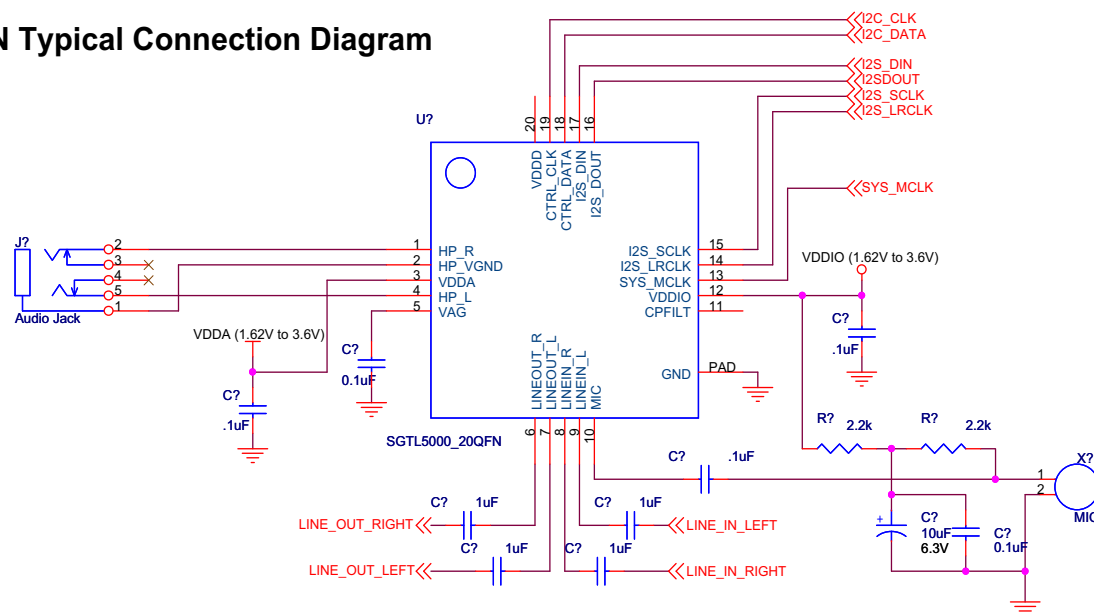 N Typical Connection Diagram
I2C_CLK
I2C_DATA
I2S_DIN
I2SDOUT
I2S_SCLK
I2S_LRCLK
SYS_MCLK
U?
20
19
18
17
16
VDDD
CTRL_CLK
CTRL_DATA
I2S_DIN
I2S_DOUT
J?
2
3
4
5
1
Audio Jack
1
2
3
4
5
HP_R
HP_VGND
VDDA
HP_L
VAG
I2S_SCLK
I2S_LRCLK
SYS_MCLK
VDDIO
CPFILT
GND
15
14
13
12
11
PAD
VDDIO (1.62V to 3.6V)
C?
.1uF
VDDA (1.62V to 3.6V)
C?
.1uF
C?
0.1uF
LINEOUT_R
LINEOUT_L
LINEIN_R
LINEIN_L
MIC
6
7
8
9
10
SGTL5000_20QFN
R?
2.2k
R?
2.2k
C?
.1uF
X?
1
2
MIC
C?
1uF
LINE_OUT_RIGHT
C?
1uF
LINE_IN_LEFT
C?
1uF
LINE_OUT_LEFT
C?
1uF
LINE_IN_RIGHT
+
C?
10uF
6.3V
C?
0.1uF